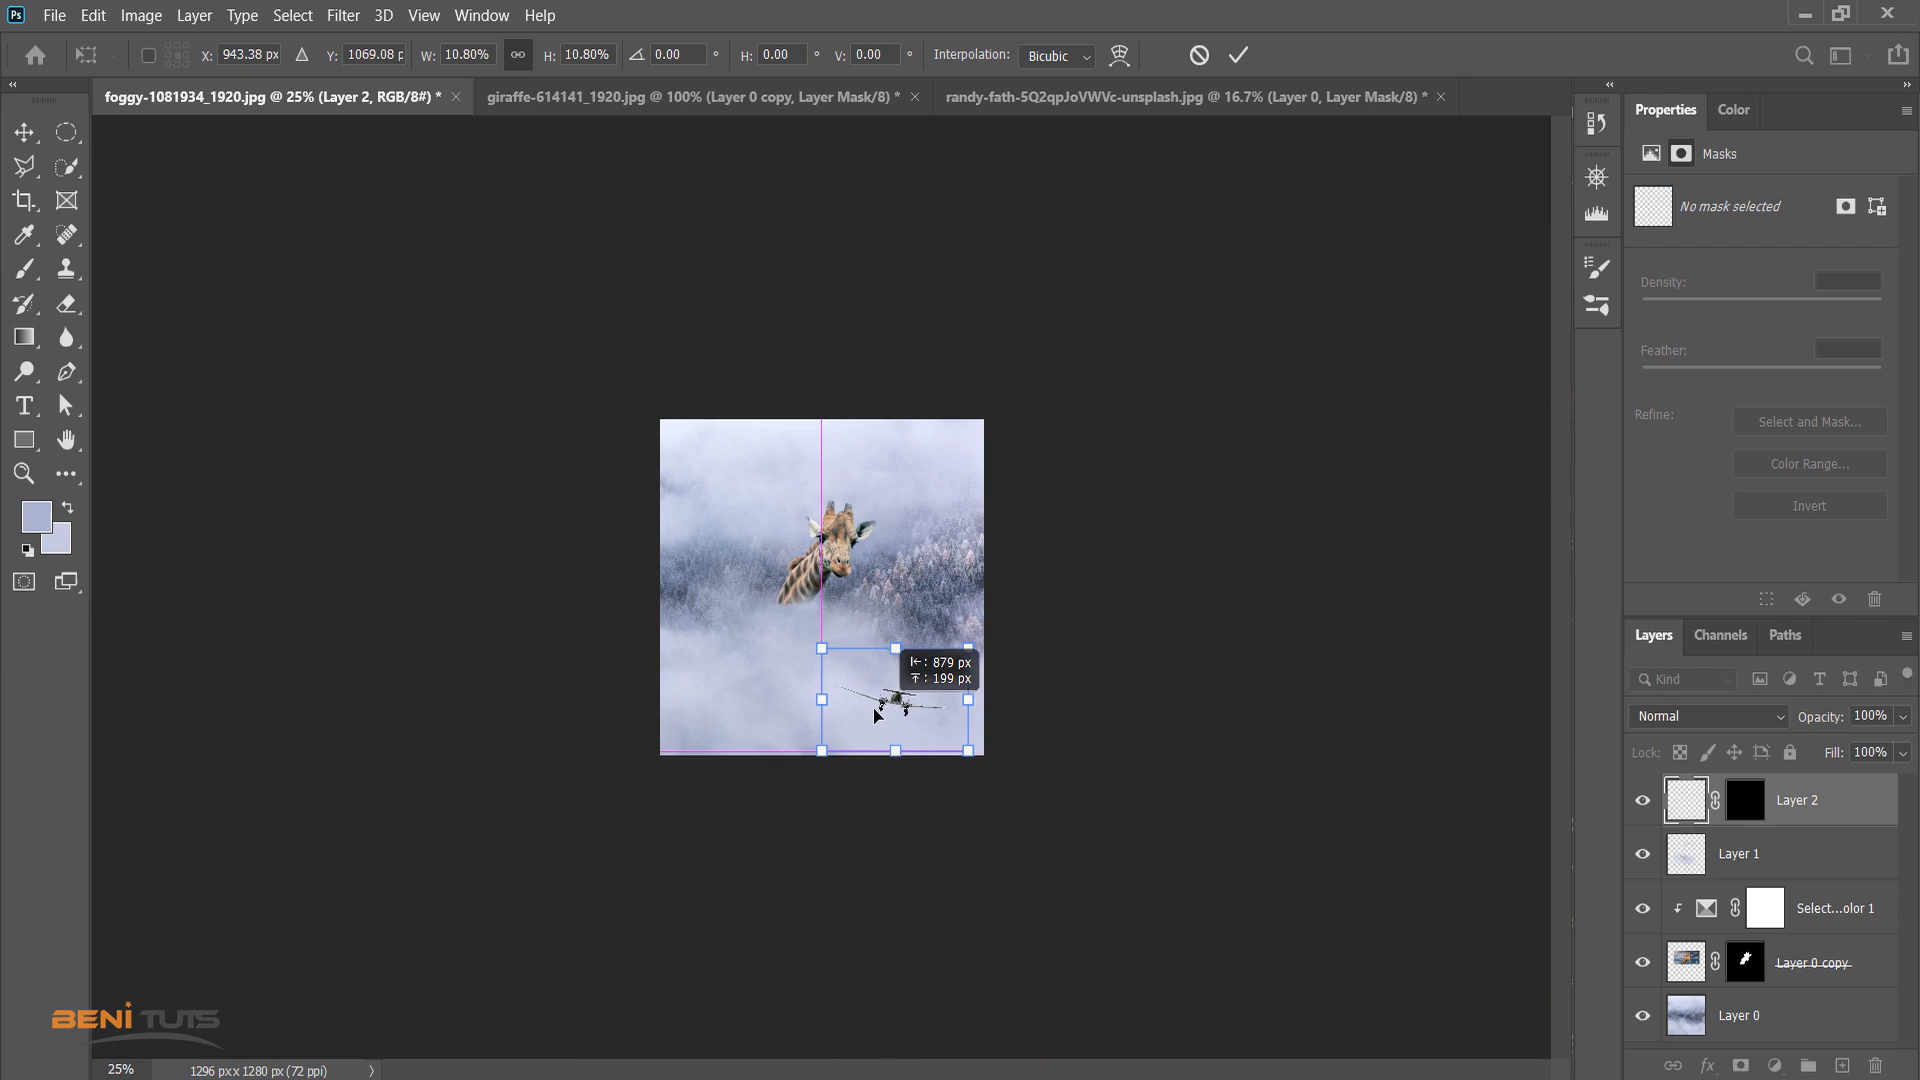 Ps File Edit Image Layer Type Select Filter 3D View Window Help
X: 943.38 px Y: 1069.08 p W: 10.80% H: 10.80% 0.00 ° H: 0.00 ° V: 0.00 ° Interpolation: Bicubic
foggy-1081934_1920.jpg @ 25% (Layer 2, RGB/8#) * giraffe-614141_1920.jpg @ 100% (Layer 0 copy, Layer Mask/8) * randy-fath-5Q2qpJoVWVc-unsplash.jpg @ 16.7% (Layer 0, Layer Mask/8) *
Properties Color
Masks
No mask selected
Density:
Feather:
Refine: Select and Mask...
Color Range...
Invert
: 879 px
: 199 px
Layers Channels Paths
Kind
Normal Opacity: 100%
Lock: Fill: 100%
Layer 2
Layer 1
Select...olor 1
Layer 0 copy
Layer 0
BENI TUTS
25% 1296 px x 1280 px (72 ppi)